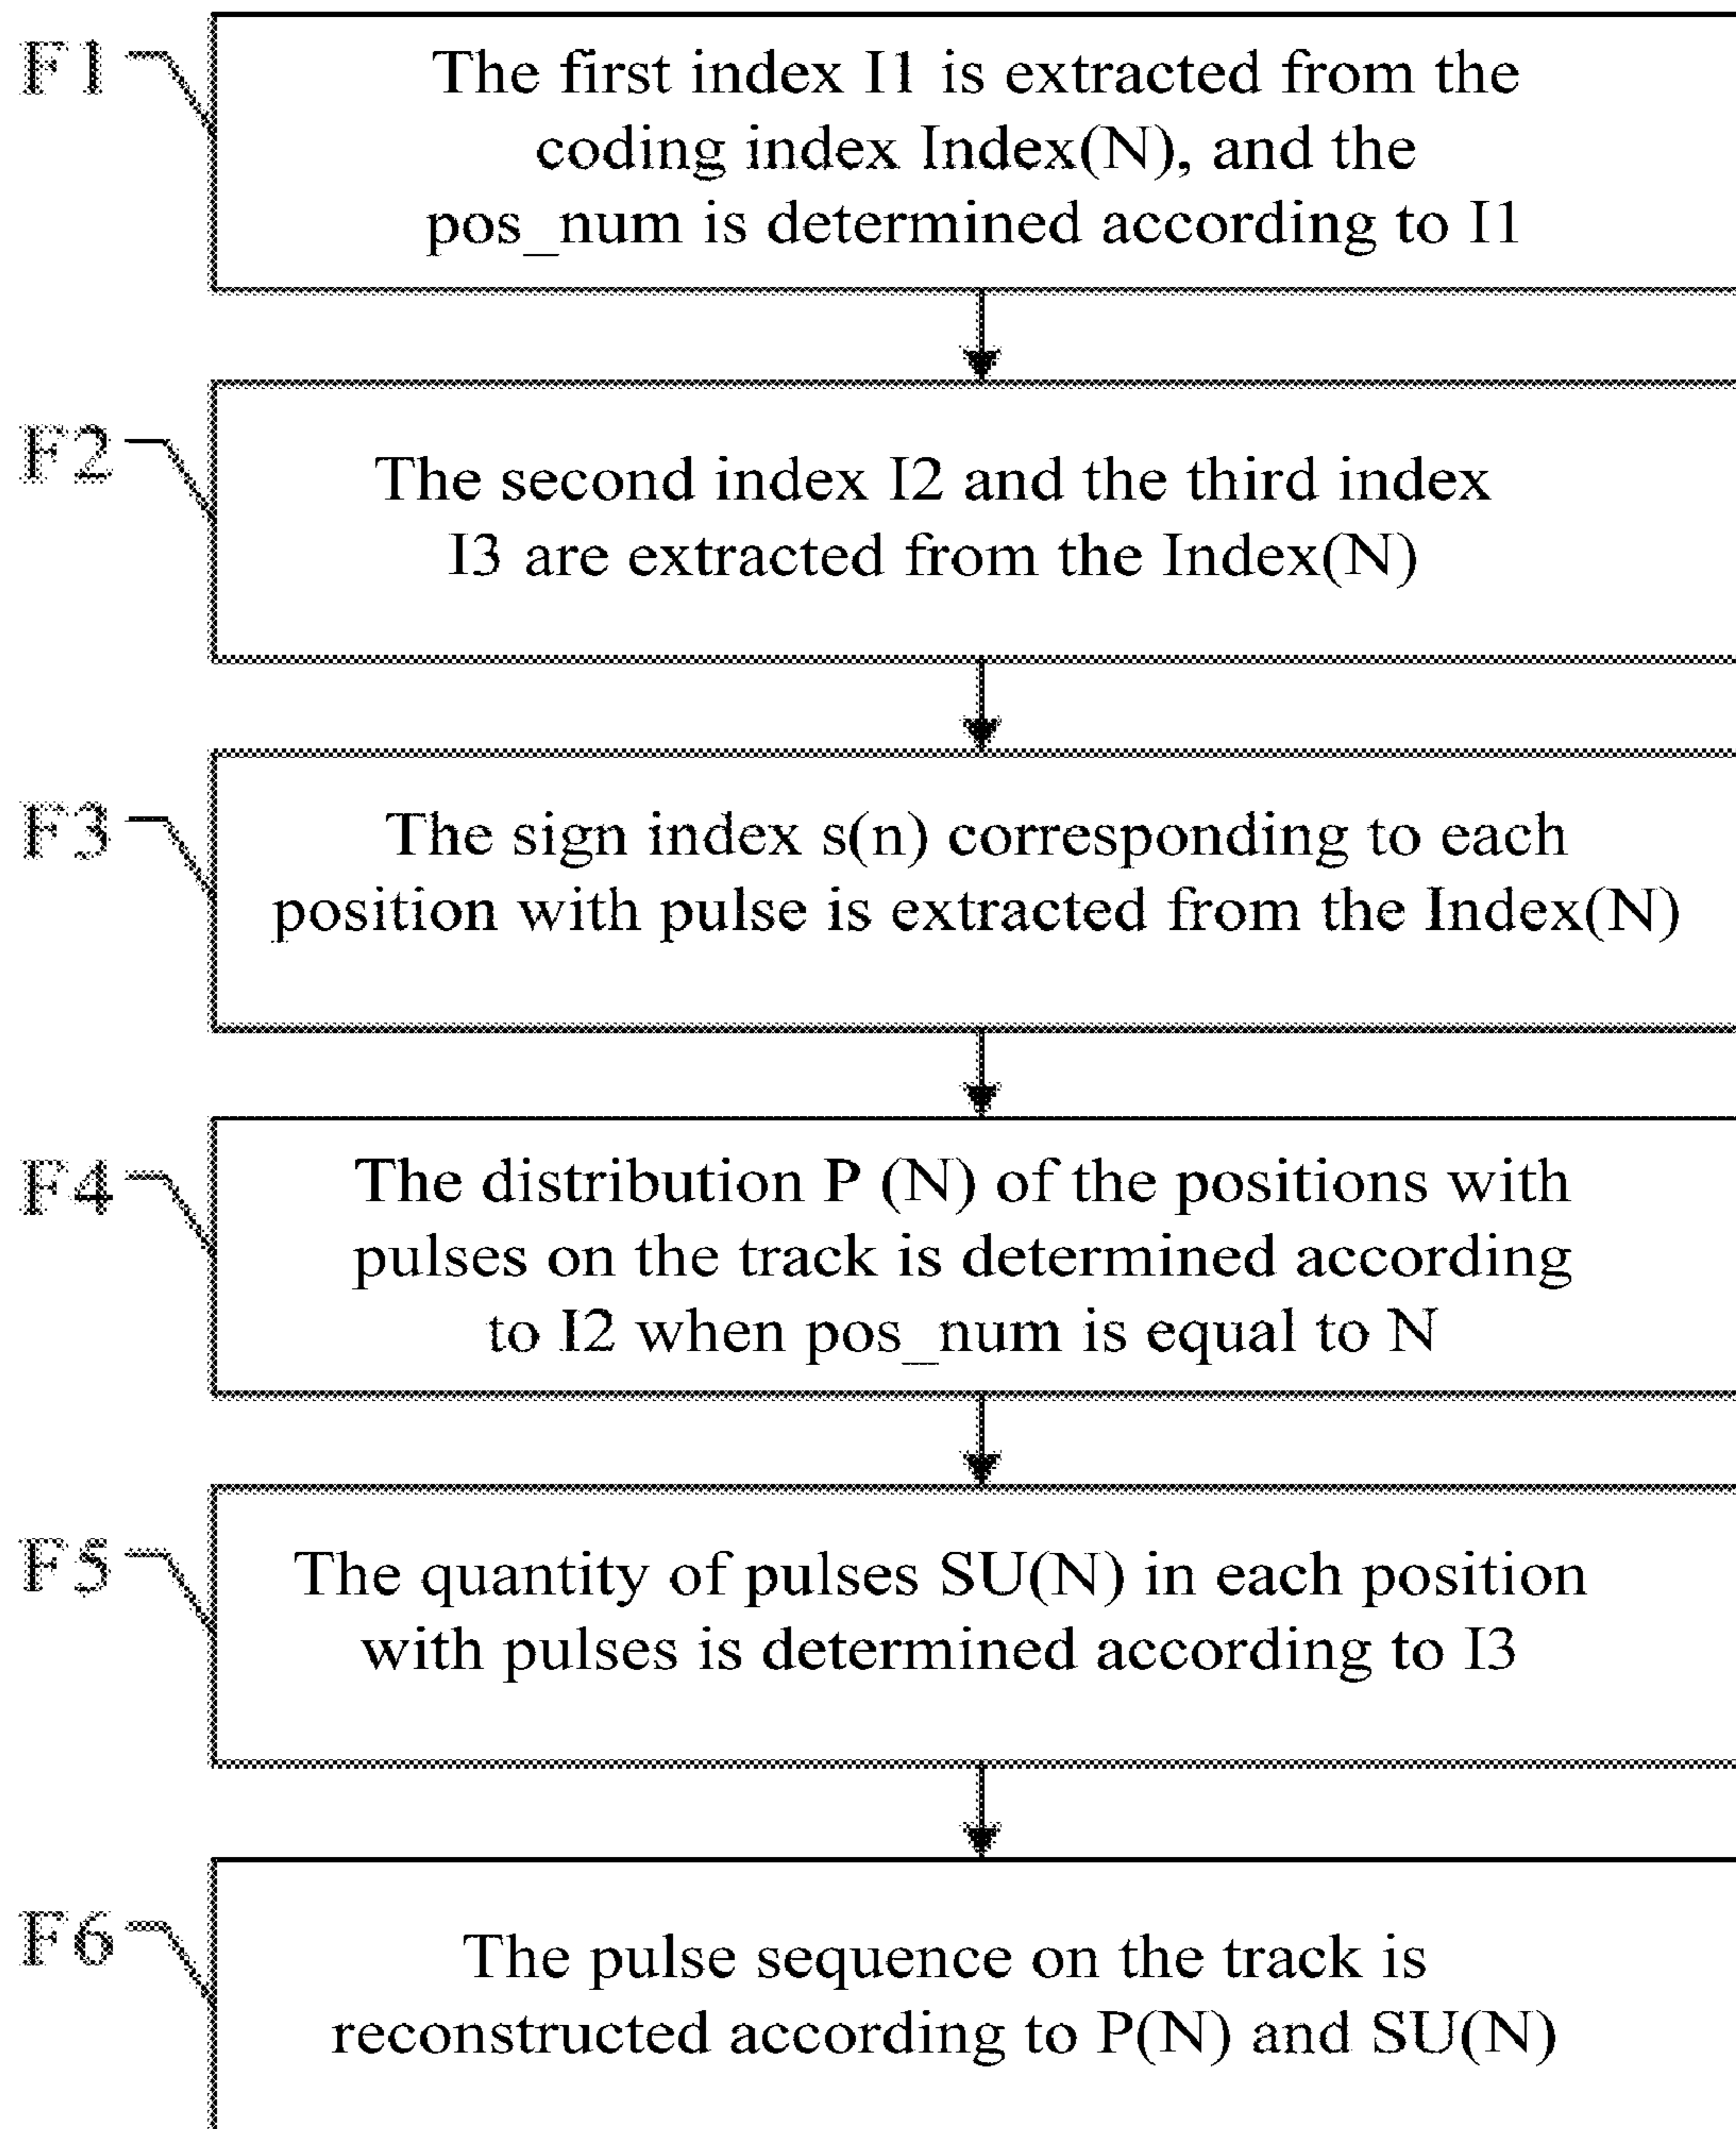 F1
The first index I1 is extracted from the
coding index Index(N), and the
pos_num is determined according to I1
F2
The second index I2 and the third index
I3 are extracted from the Index(N)
F3
The sign index s(n) corresponding to each
position with pulse is extracted from the Index(N)
F4
The distribution P (N) of the positions with
pulses on the track is determined according
to I2 when pos_num is equal to N
F5
The quantity of pulses SU(N) in each position
with pulses is determined according to I3
F6
The pulse sequence on the track is
reconstructed according to P(N) and SU(N)